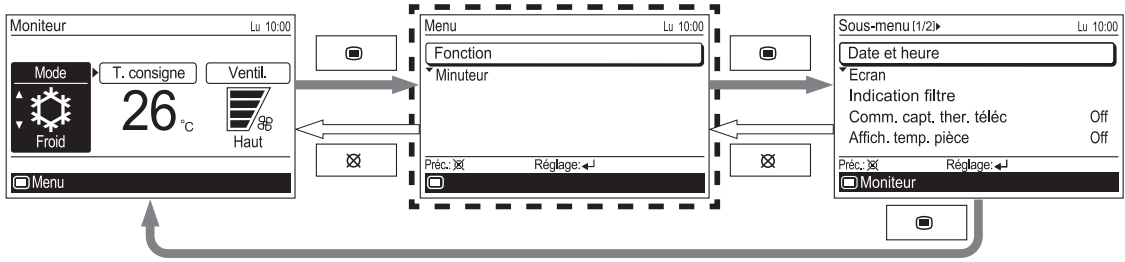 Moniteur Lu 10:00
Mode T. consigne Ventil.
26 °C
Froid Haut
Menu
Menu Lu 10:00
Fonction
Minuteur
Préc.: Réglage:
Sous-menu [1/2] Lu 10:00
Date et heure
Ecran
Indication filtre
Comm. capt. ther. téléc Off
Affich. temp. pièce Off
Préc.: Réglage:
Moniteur